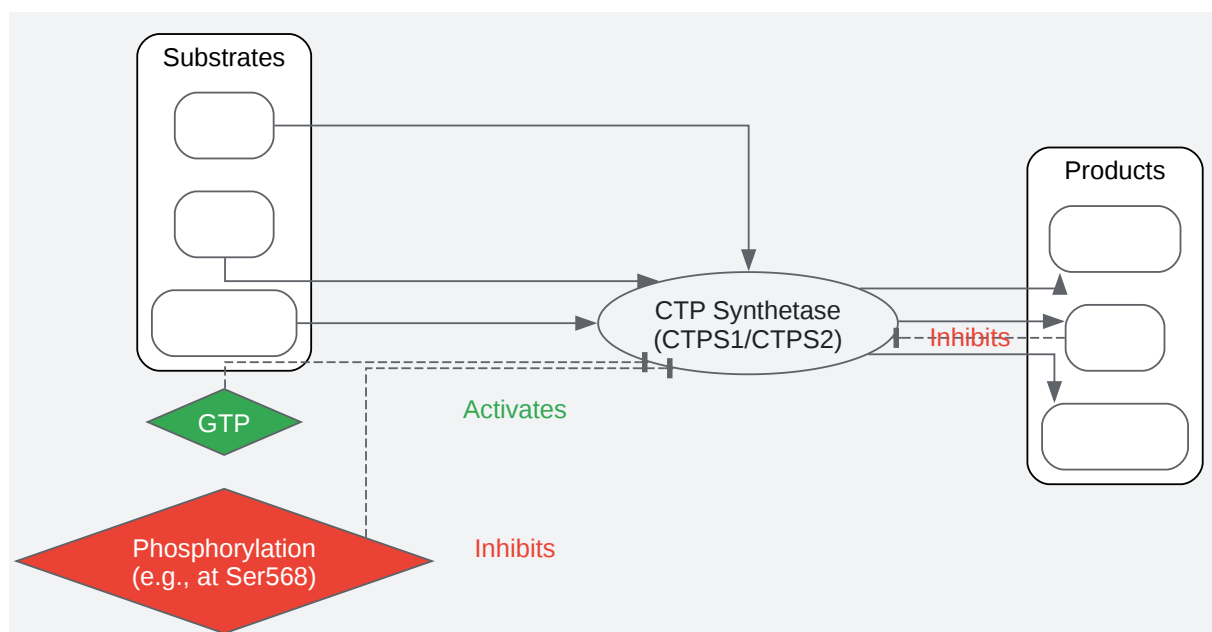 Substrates
Products
CTP Synthetase
(CTPS1/CTPS2)
Inhibits
GTP
Activates
Phosphorylation
(e.g., at Ser568)
Inhibits